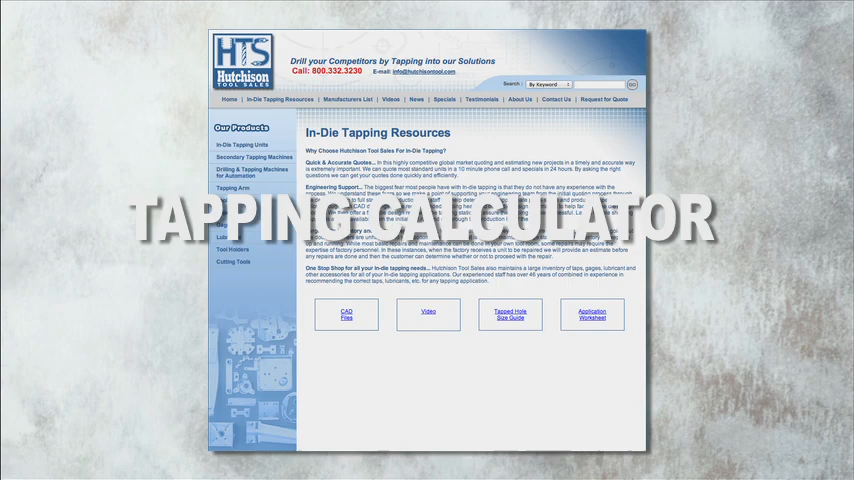 HTS
Hutchison
TOOL SALES
Drill your Competitors by Tapping into our Solutions
Call: 800.332.3230 E-mail: info@hutchisontool.com
Search : By Keyword GO
Home | In-Die Tapping Resources | Manufacturers List | Videos | News | Specials | Testimonials | About Us | Contact Us | Request for Quote
Our Products
In-Die Tapping Units
Secondary Tapping Machines
Drilling & Tapping Machines
for Automation
Tapping Arm
Tool Holders
Cutting Tools
In-Die Tapping Resources
Why Choose Hutchison Tool Sales For In-Die Tapping?
Quick & Accurate Quotes... In this highly competitive global market quoting and estimating new projects in a timely and accurate way
is extremely important. We can quote most standard units in a 10 minute phone call and specials in 24 hours. By asking the right
questions we can get your quotes done quickly and efficiently.
Engineering Support... The biggest fear most people have with in-die tapping is that they do not have any experience with the
TAPPING CALCULATOR
up and running. While most basic repairs and maintenance can be done in your own tool room, some repairs may require the
expertise of factory personnel. In these instances, when the factory receives a unit to be repaired we will provide an estimate before
any repairs are done and then the customer can determine whether or not to proceed with the repair.
One Stop Shop for all your In-die tapping needs... Hutchison Tool Sales also maintains a large inventory of taps, gages, lubricant and
other accessories for all of your In-die tapping applications. Our experienced staff has over 46 years of combined in experience in
recommending the correct taps, lubricants, etc. for any tapping application.
CAD
Files
Video
Tapped Hole
Size Guide
Application
Worksheet